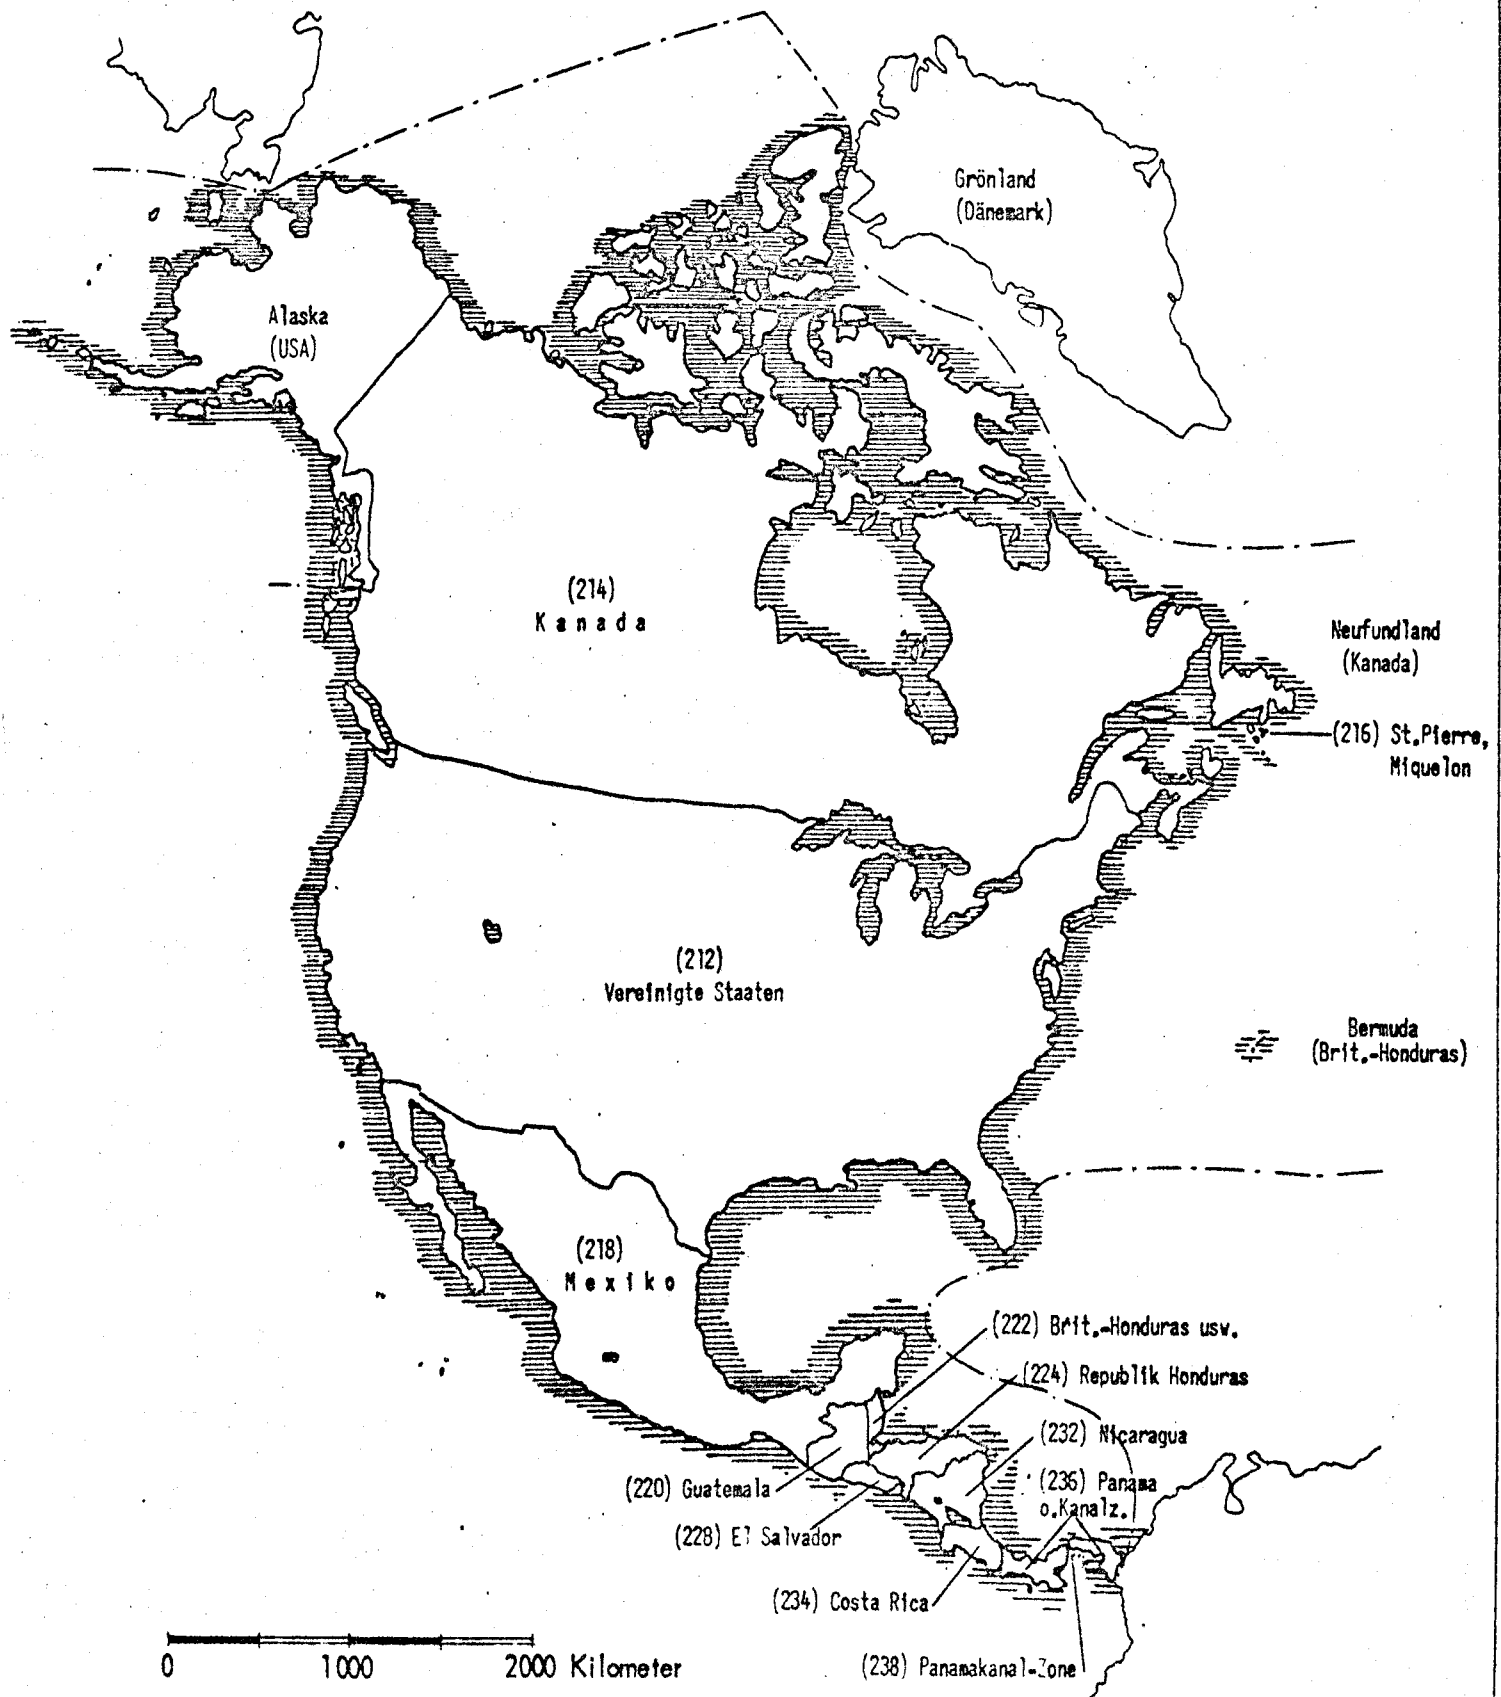 Grönland
(Dänemark)
Alaska
(USA)
(214)
Kanada
Neufundland
(Kanada)
(216) St.Pierre,
Miquelon
(212)
Vereinigte Staaten
Bermuda
(Brit.-Honduras)
(218)
Mexiko
(222) Brit.-Honduras usw.
(224) Republik Honduras
(232) Nicaragua
(236) Panama
o.Kanalz.
(220) Guatemala
(228) El Salvador
(234) Costa Rica
(238) Panamakanal-Zone
0 1000 2000 Kilometer